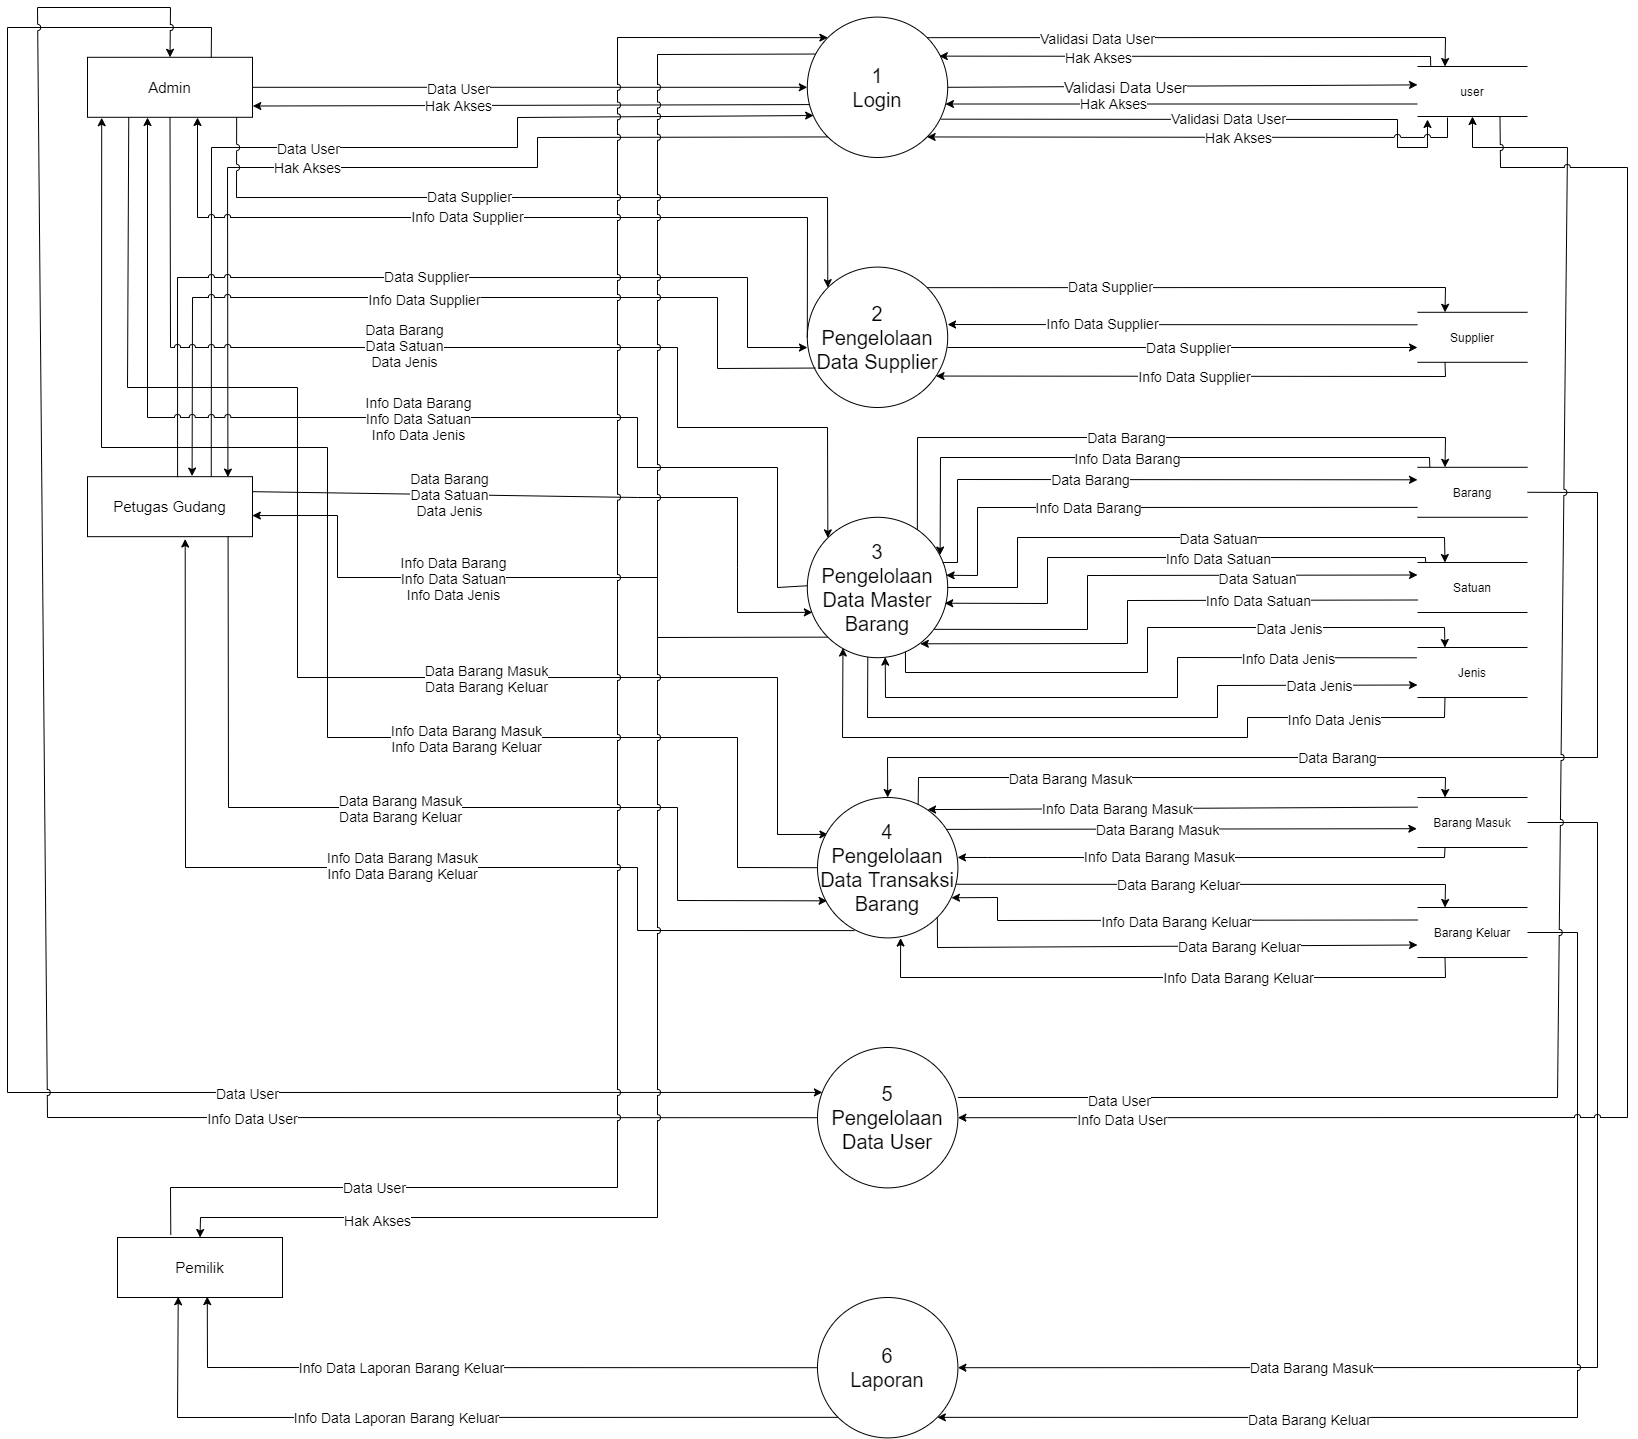 Admin
1
Login
Validasi Data User
Hak Akses
Data User
Validasi Data User
user
Hak Akses
Hak Akses
Validasi Data User
Hak Akses
Data User
Hak Akses
Data Supplier
Info Data Supplier
Data Supplier
Info Data Supplier
2
Pengelolaan
Data Supplier
Data Supplier
Info Data Supplier
Data Supplier
Info Data Supplier
Supplier
Data Barang
Data Satuan
Data Jenis
Info Data Barang
Info Data Satuan
Info Data Jenis
Petugas Gudang
Data Barang
Data Satuan
Data Jenis
Info Data Barang
Info Data Satuan
Info Data Jenis
3
Pengelolaan
Data Master
Barang
Data Barang
Info Data Barang
Data Barang
Info Data Barang
Barang
Data Satuan
Info Data Satuan
Data Satuan
Info Data Satuan
Satuan
Data Jenis
Info Data Jenis
Data Jenis
Info Data Jenis
Jenis
Data Barang Masuk
Data Barang Keluar
Info Data Barang Masuk
Info Data Barang Keluar
Data Barang Masuk
Data Barang Keluar
Info Data Barang Masuk
Info Data Barang Keluar
4
Pengelolaan
Data Transaksi
Barang
Data Barang
Data Barang Masuk
Info Data Barang Masuk
Data Barang Masuk
Info Data Barang Masuk
Barang Masuk
Data Barang Keluar
Info Data Barang Keluar
Data Barang Keluar
Info Data Barang Keluar
Barang Keluar
Data User
Info Data User
5
Pengelolaan
Data User
Data User
Info Data User
Data User
Hak Akses
Pemilik
Info Data Laporan Barang Keluar
Info Data Laporan Barang Keluar
6
Laporan
Data Barang Masuk
Data Barang Keluar